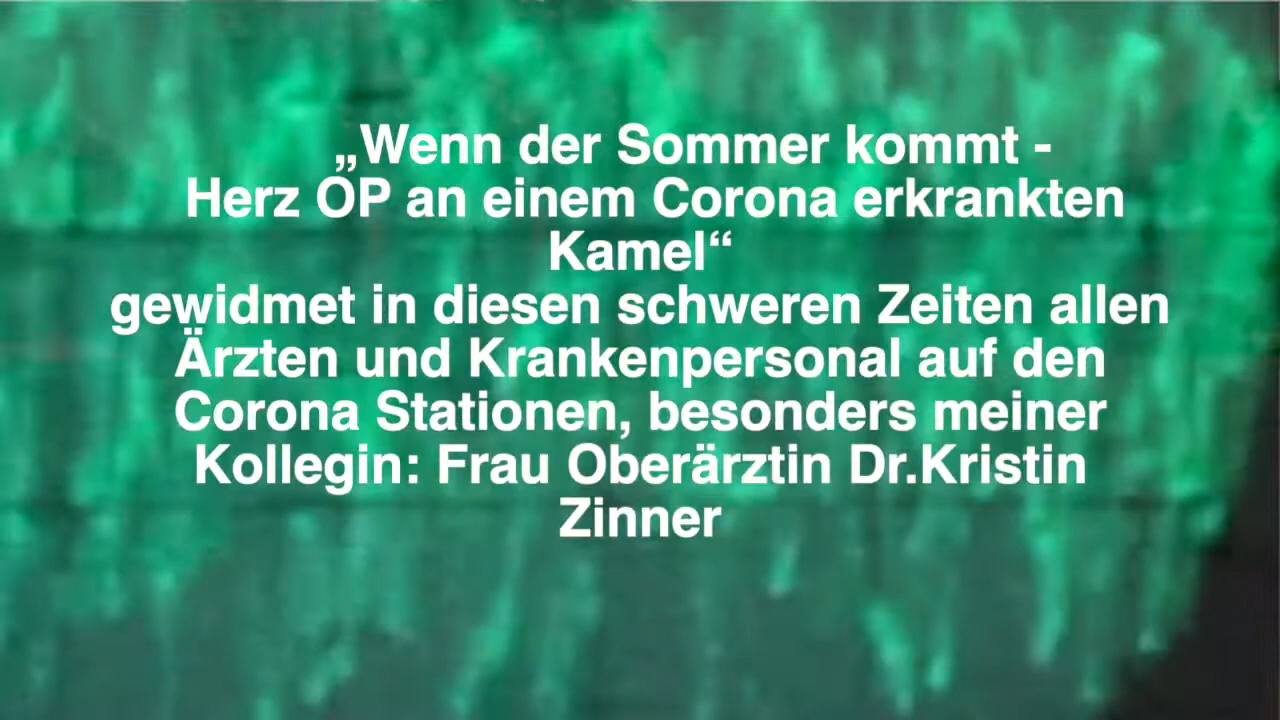 „Wenn der Sommer kommt -
Herz OP an einem Corona erkrankten
Kamel“
gewidmet in diesen schweren Zeiten allen
Ärzten und Krankenpersonal auf den
Corona Stationen, besonders meiner
Kollegin: Frau Oberärztin Dr.Kristin
Zinner